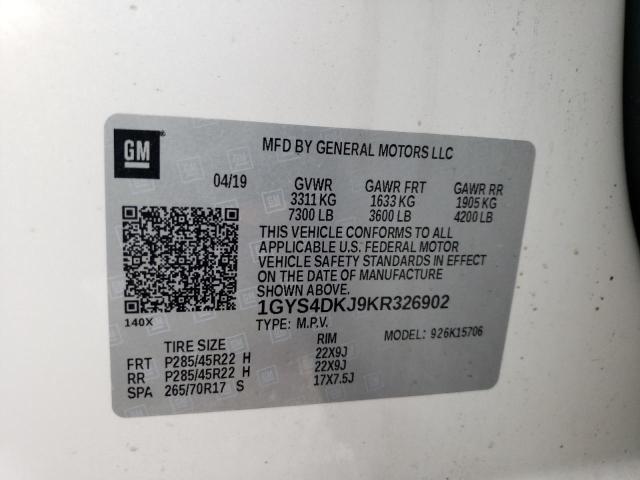 GM
MFD BY GENERAL MOTORS LLC
04/19 GVWR GAWR FRT GAWR RR
3311 KG 1633 KG 1905 KG
7300 LB 3600 LB 4200 LB
THIS VEHICLE CONFORMS TO ALL
APPLICABLE U.S. FEDERAL MOTOR
VEHICLE SAFETY STANDARDS IN EFFECT
ON THE DATE OF MANUFACTURE
SHOWN ABOVE.
1GYS4DKJ9KR326902
140X
TYPE: M.P.V. MODEL: 926K15706
TIRE SIZE RIM
FRT P285/45R22 H 22X9J
RR P285/45R22 H 22X9J
SPA 265/70R17 S 17X7.5J